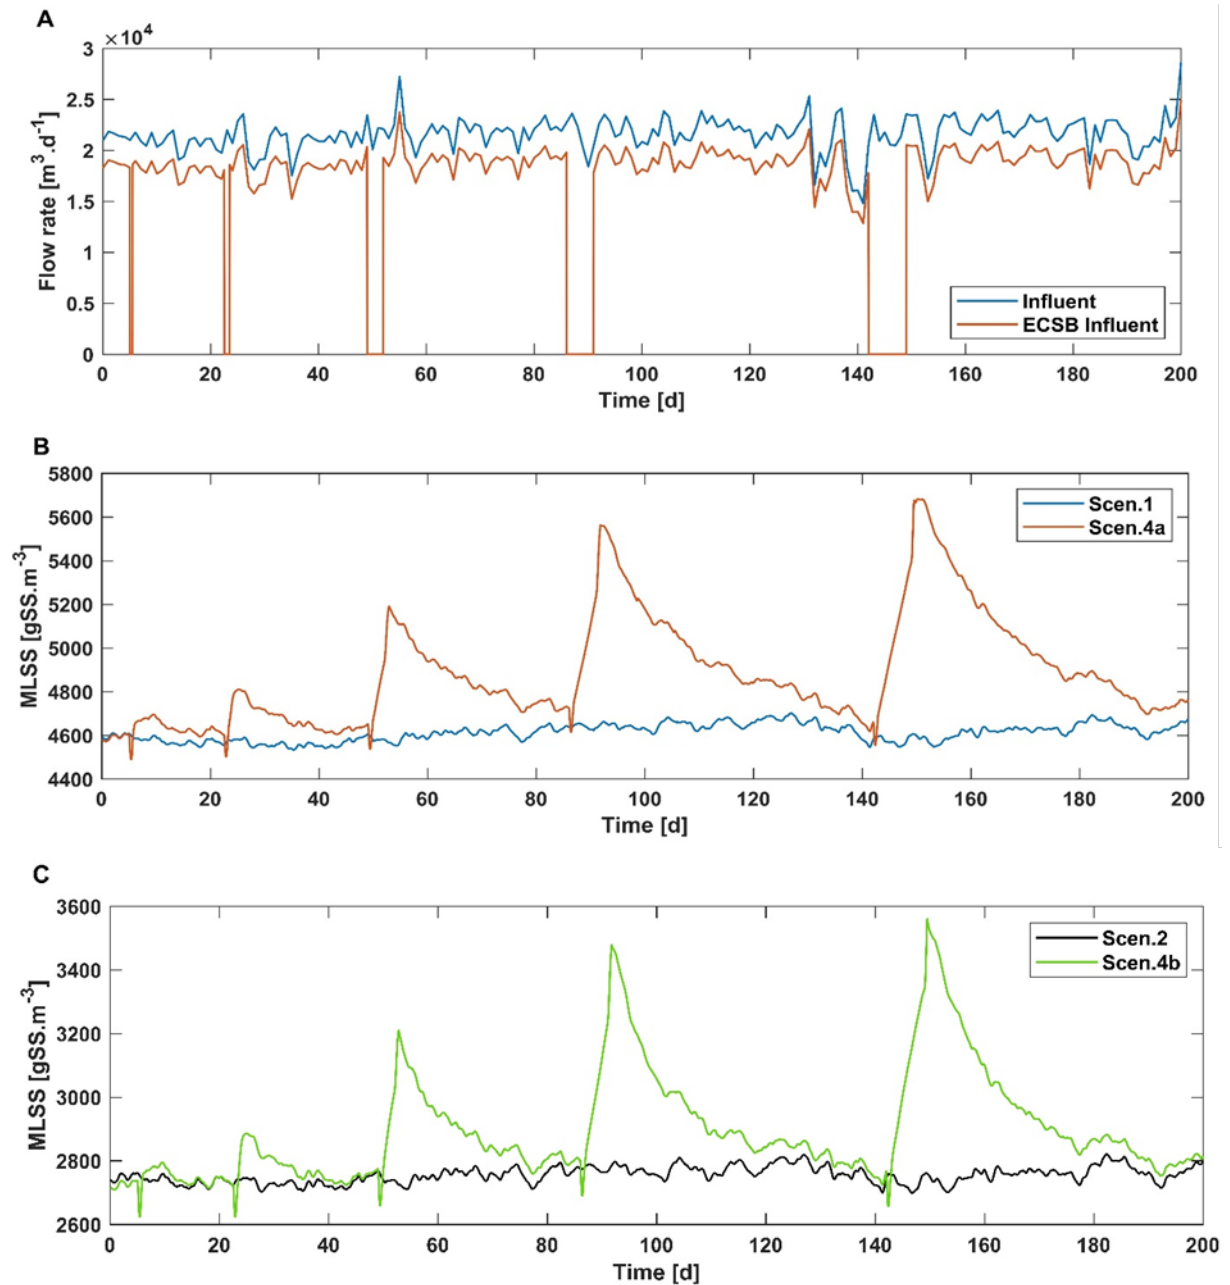 A
×10⁴
3
2.5
2
1.5
1
0.5
0
Flow rate [m³.d⁻¹]
Influent
ECSB Influent
0 20 40 60 80 100 120 140 160 180 200
Time [d]
B
5800
5600
5400
5200
5000
4800
4600
4400
MLSS [gSS.m⁻³]
Scen.1
Scen.4a
0 20 40 60 80 100 120 140 160 180 200
Time [d]
C
3600
3400
3200
3000
2800
2600
MLSS [gSS.m⁻³]
Scen.2
Scen.4b
0 20 40 60 80 100 120 140 160 180 200
Time [d]